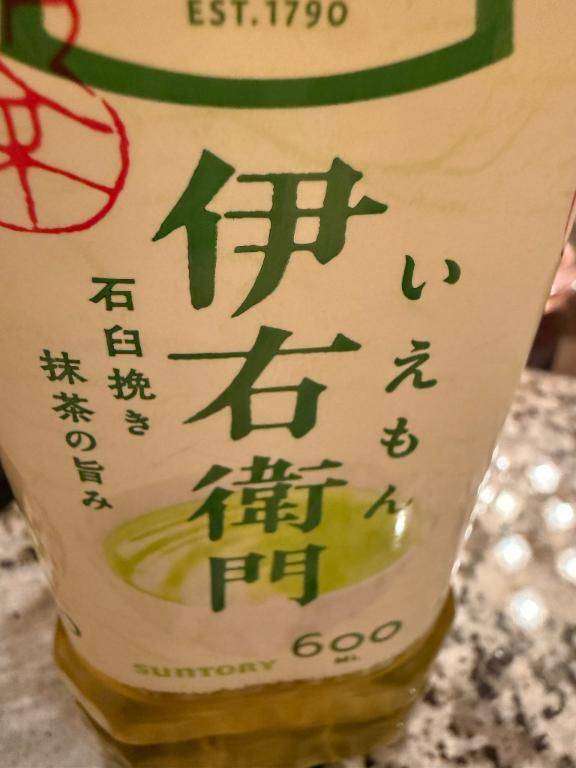 EST.1790
いえもん
伊右衛門
石臼挽き
抹茶の旨み
SUNTORY
600
ML